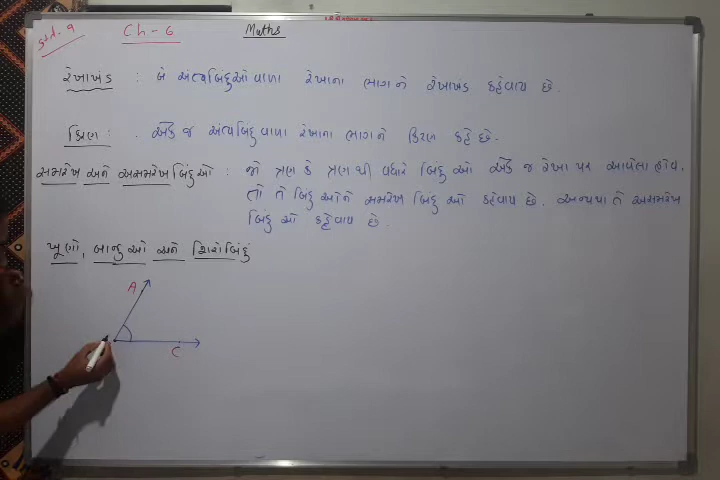 Std - 9
Ch - 6
Maths
રેખાખંડ : બે અંત્યબિંદુઓવાળા રેખાના ભાગને રેખાખંડ કહેવાય છે.
કિરણ : એક જ અંત્યબિંદુવાળા રેખાના ભાગને કિરણ કહે છે.
સમરેખ અને અસમરેખ બિંદુઓ : જો ત્રણ કે ત્રણથી વધારે બિંદુઓ એક જ રેખા પર આવેલા હોય,
તો તે બિંદુઓને સમરેખ બિંદુઓ કહેવાય છે. અન્યથા તે અસમરેખ
બિંદુઓ કહેવાય છે.
ખૂણો, બાજુઓ અને શિરોબિંદું
A
C